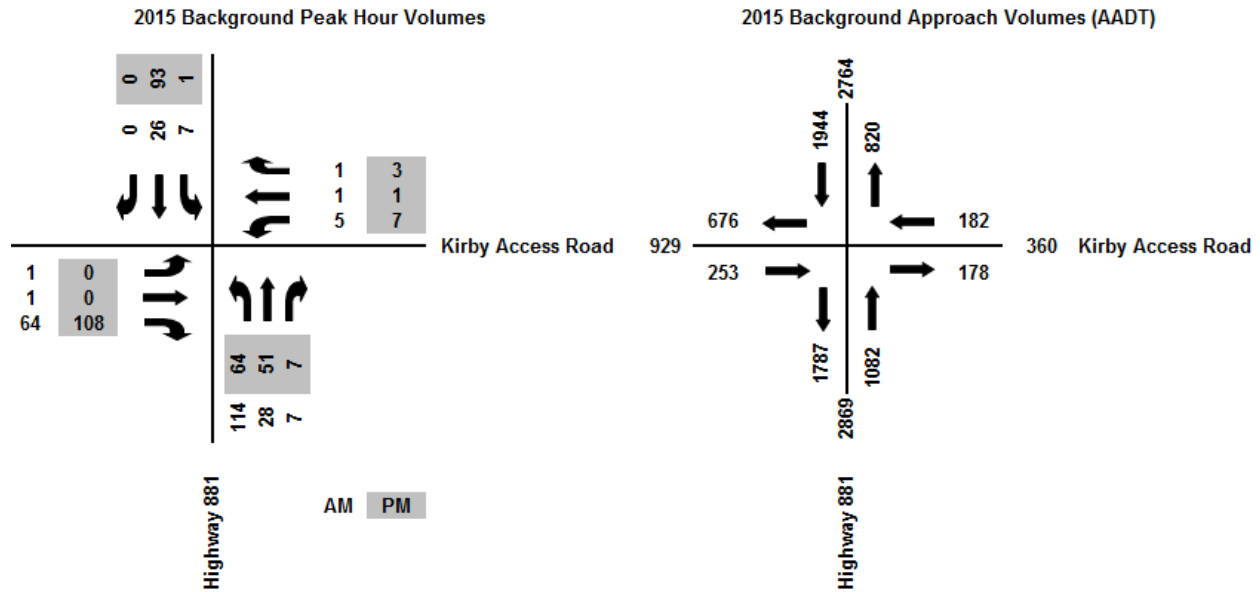 2015 Background Peak Hour Volumes
0 93 1
0 26 7
1 3
1 1
5 7
Kirby Access Road
1 0
1 0
64 108
64 51 7
114 28 7
Highway 881
AM PM
2015 Background Approach Volumes (AADT)
2764
1944 820
676 182
929 360 Kirby Access Road
253 178
1787 1082
2869
Highway 881